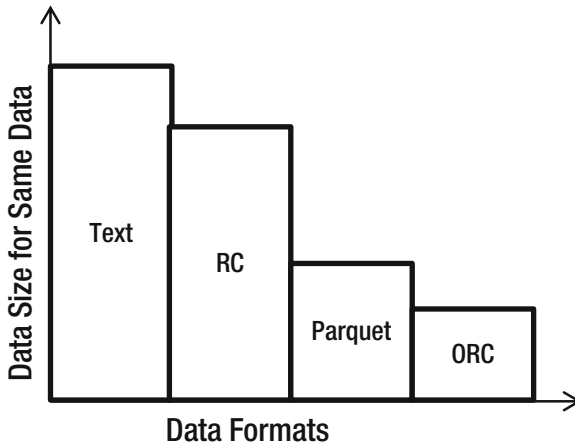 Data Size for Same Data
Text
RC
Parquet
ORC
Data Formats